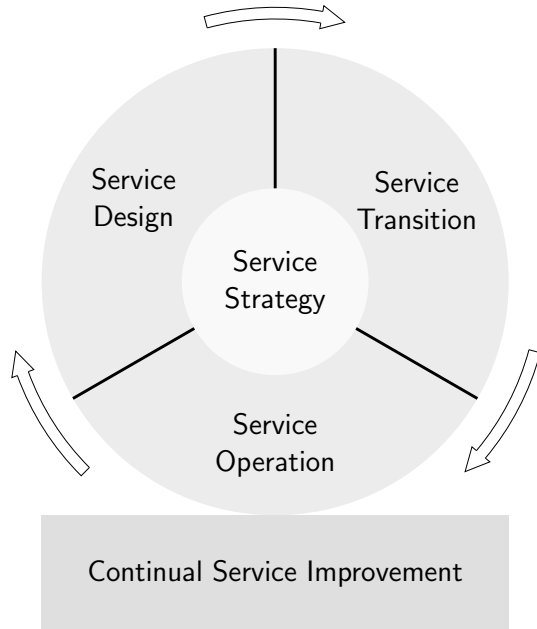 Service
Design
Service
Transition
Service
Strategy
Service
Operation
Continual Service Improvement